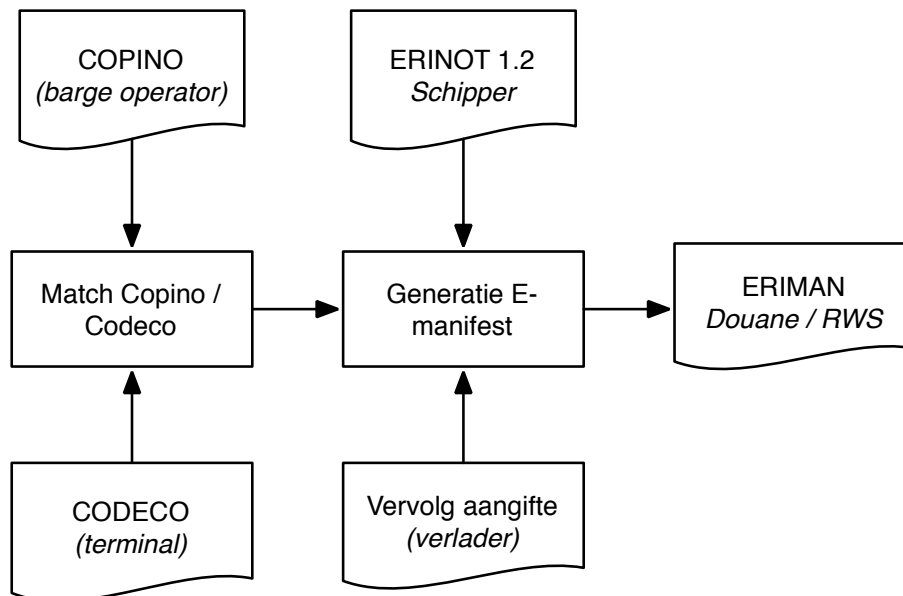 COPINO
(barge operator)
ERINOT 1.2
Schipper
Match Copino /
Codeco
Generatie E-
manifest
ERIMAN
Douane / RWS
CODECO
(terminal)
Vervolg aangifte
(verlader)